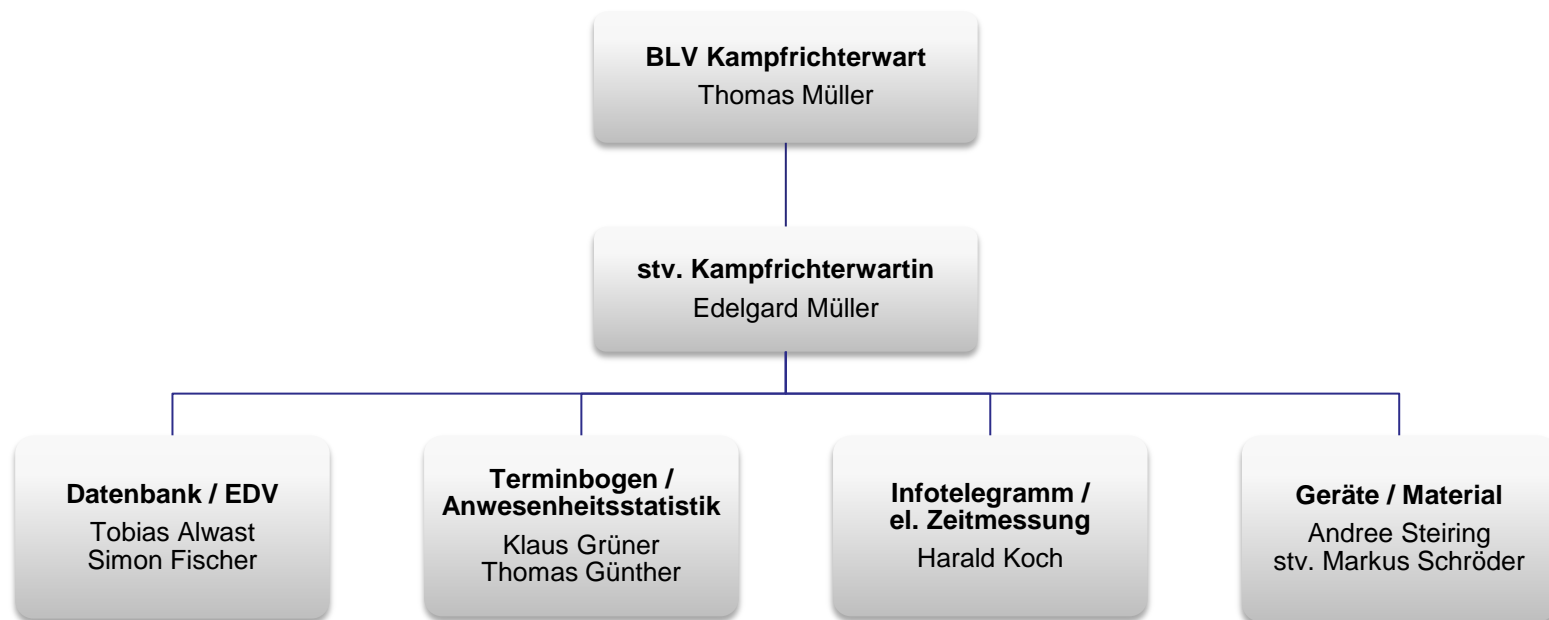 BLV Kampfrichterwart
Thomas Müller
stv. Kampfrichterwartin
Edelgard Müller
Datenbank / EDV
Tobias Alwast
Simon Fischer
Terminbogen /
Anwesenheitsstatistik
Klaus Grüner
Thomas Günther
Infotelegramm /
el. Zeitmessung
Harald Koch
Geräte / Material
Andree Steiring
stv. Markus Schröder